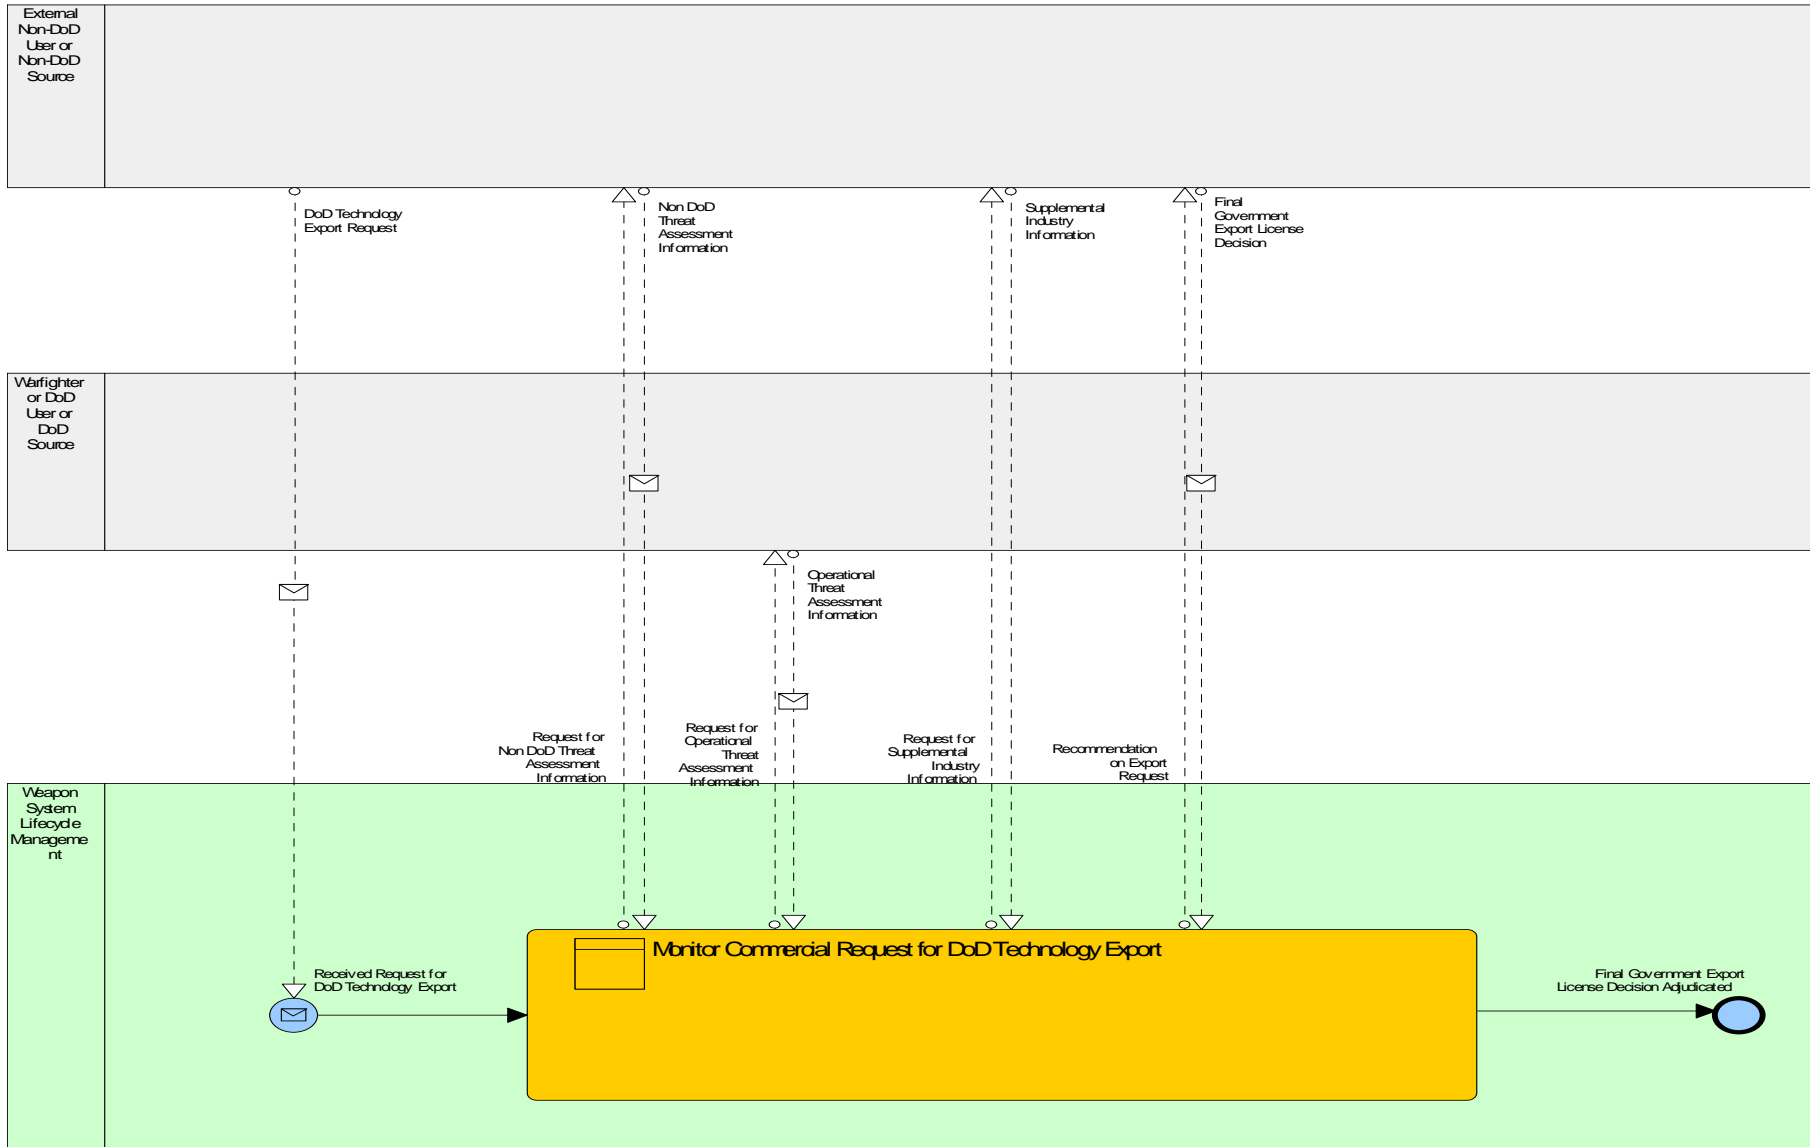 External
Non-DoD
User or
Non-DoD
Source
DoD Technology
Export Request
Non DoD
Threat
Assessment
Information
Supplemental
Industry
Information
Final
Government
Export License
Decision
Warfighter
or DoD
User or
DoD
Source
Operational
Threat
Assessment
Information
Request for
Non DoD Threat
Assessment
Information
Request for
Operational
Threat
Assessment
Information
Request for
Supplemental
Industry
Information
Recommendation
on Export
Request
Weapon
System
Lifecycle
Manageme
nt
Monitor Commercial Request for DoD Technology Export
Received Request for
DoD Technology Export
Final Government Export
License Decision Adjudicated